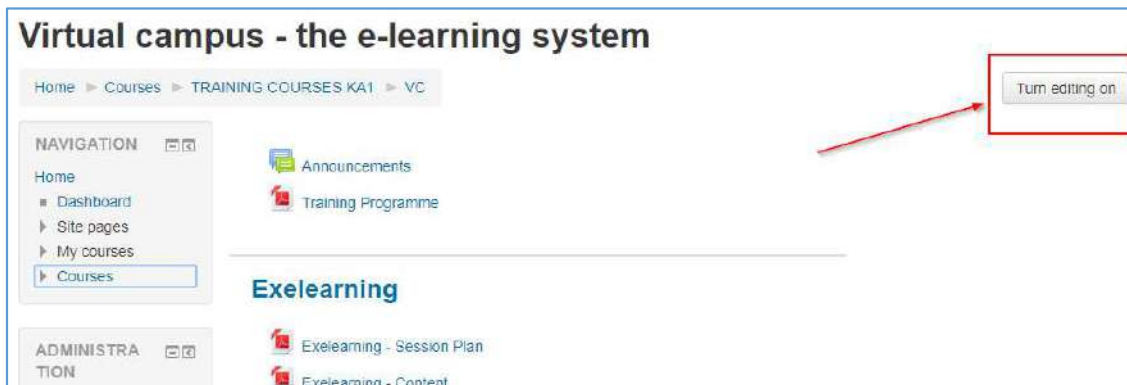 Virtual campus - the e-learning system
Home ► Courses ► TRAINING COURSES KA1 ► VC
Turn editing on
NAVIGATION
Home
Dashboard
Site pages
My courses
Courses
Announcements
Training Programme
Exelearning
Exelearning - Session Plan
Exelearning - Content
ADMINISTRA
TION